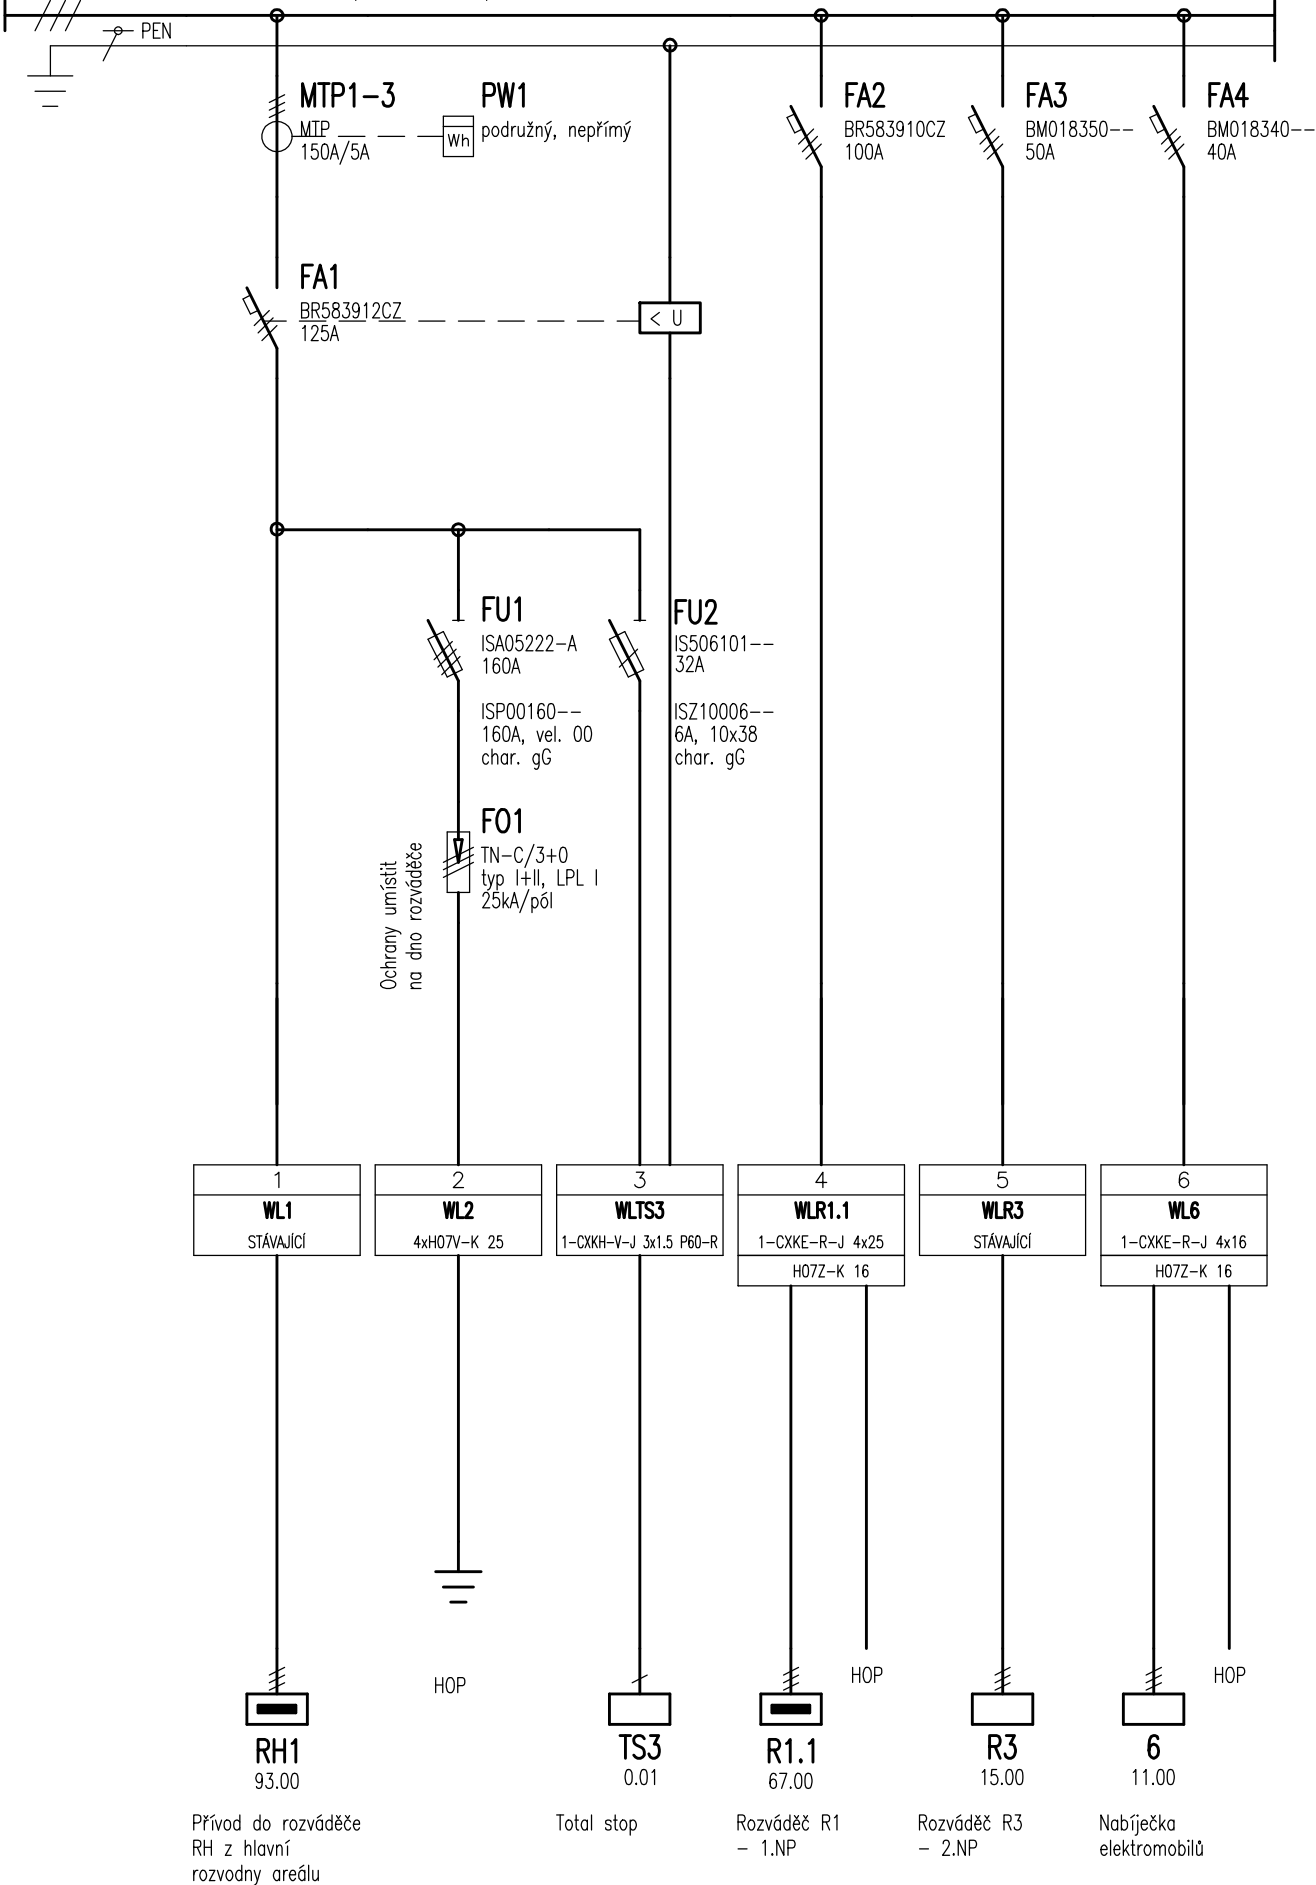 PEN
MTP1-3
MTP
150A/5A
PW1
Wh
podružný, nepřímý
FA2
BR583910CZ
100A
FA3
BM018350--
50A
FA4
BM018340--
40A
FA1
BR583912CZ
125A
< U
FU1
ISA05222-A
160A
ISP00160--
160A, vel. 00
char. gG
FU2
IS506101--
32A
ISZ10006--
6A, 10x38
char. gG
FO1
TN-C/3+0
typ I+II, LPL I
25kA/pól
Ochrany umístit
na dno rozváděče
1
WL1
STÁVAJÍCÍ
2
WL2
4xH07V-K 25
3
WLTS3
1-CXKH-V-J 3x1.5 P60-R
4
WLR1.1
1-CXKE-R-J 4x25
H07Z-K 16
5
WLR3
STÁVAJÍCÍ
6
WL6
1-CXKE-R-J 4x16
H07Z-K 16
HOP
HOP
HOP
RH1
93.00
Přívod do rozváděče
RH z hlavní
rozvodny areálu
TS3
0.01
Total stop
R1.1
67.00
Rozváděč R1
- 1.NP
R3
15.00
Rozváděč R3
- 2.NP
6
11.00
Nabíječka
elektromobilů